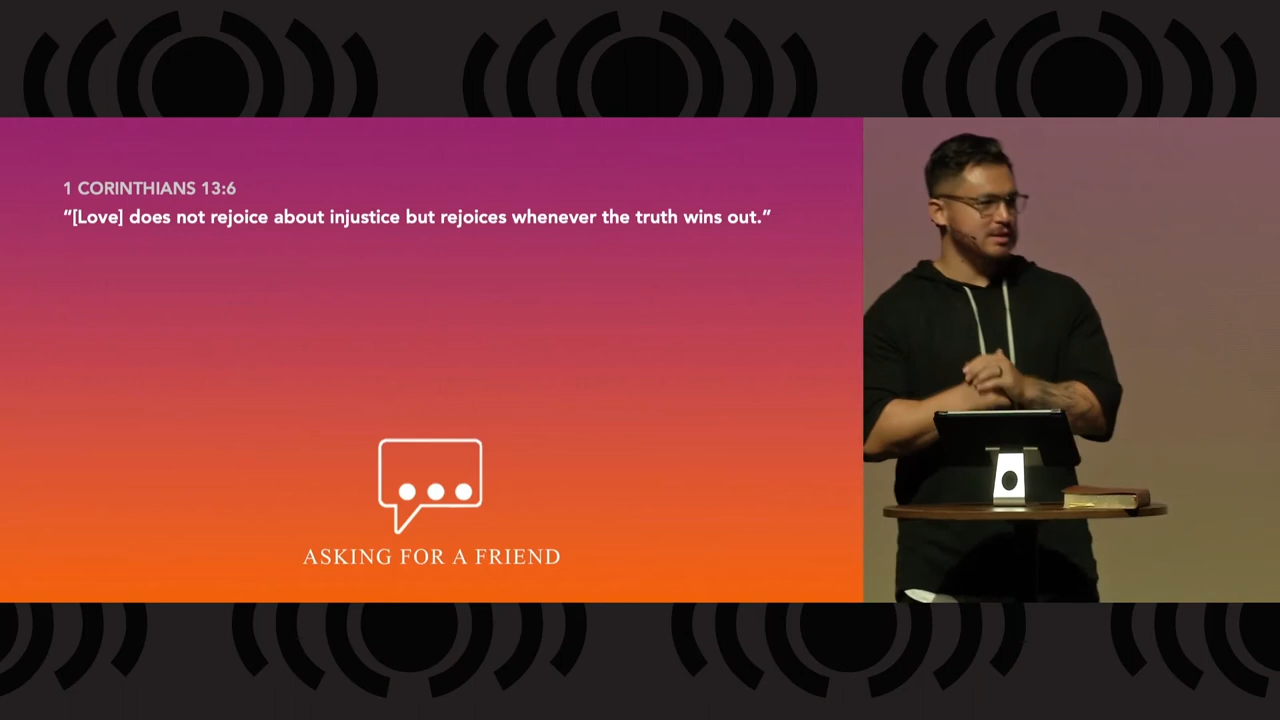 1 CORINTHIANS 13:6
“[Love] does not rejoice about injustice but rejoices whenever the truth wins out.”
ASKING FOR A FRIEND